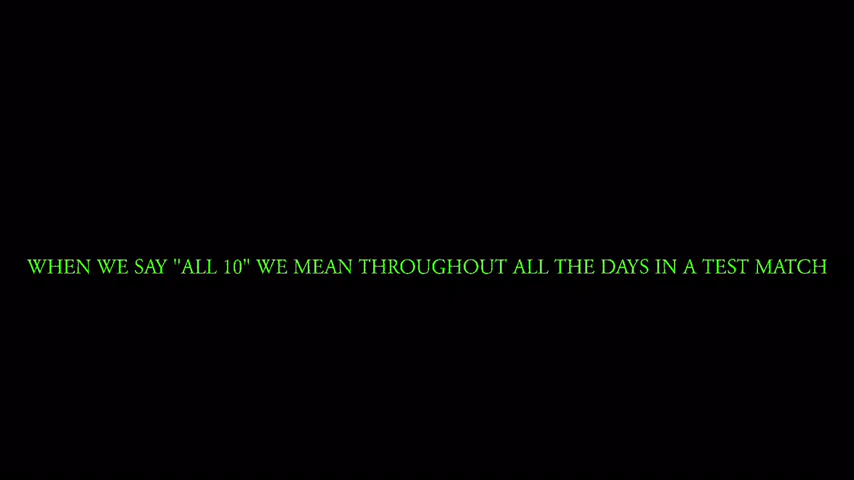 WHEN WE SAY "ALL 10" WE MEAN THROUGHOUT ALL THE DAYS IN A TEST MATCH